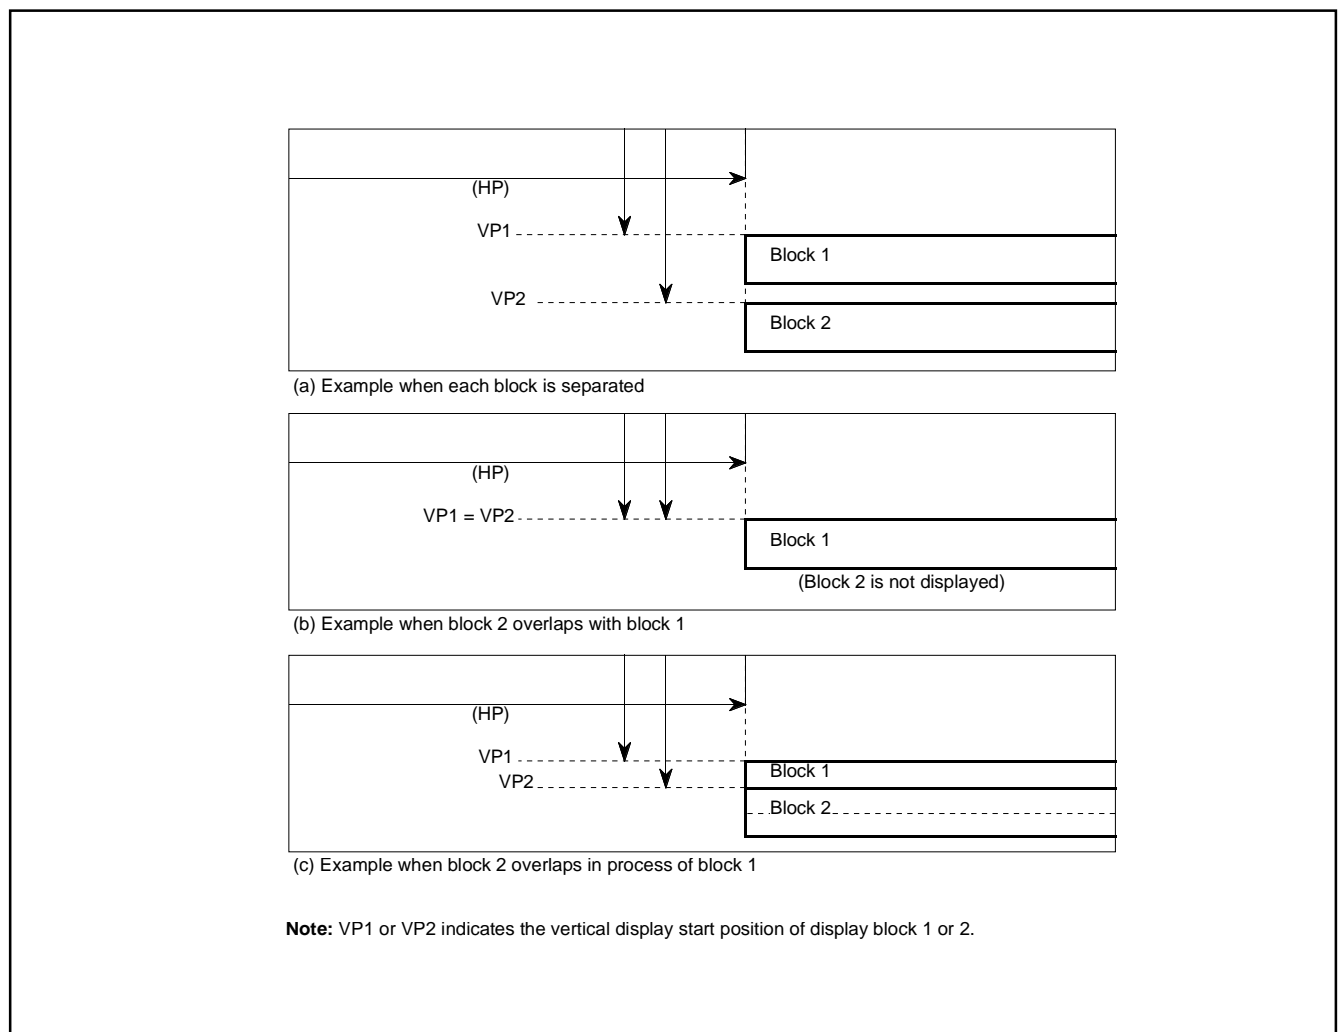 (HP)
VP1
Block 1
VP2
Block 2
(a) Example when each block is separated
(HP)
VP1 = VP2
Block 1
(Block 2 is not displayed)
(b) Example when block 2 overlaps with block 1
(HP)
VP1
Block 1
VP2
Block 2
(c) Example when block 2 overlaps in process of block 1
Note: VP1 or VP2 indicates the vertical display start position of display block 1 or 2.